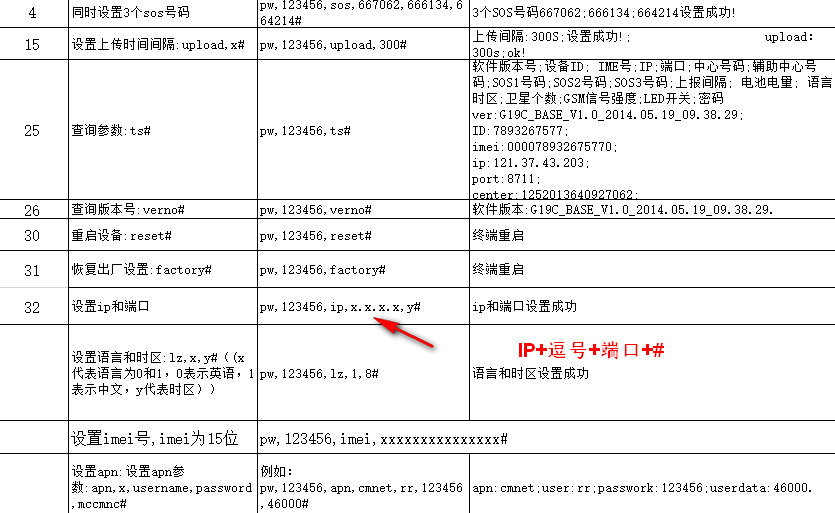 4
同时设置3个sos号码
pw,123456,sos,667062,666134,6
64214#
3个SOS号码667062;666134;664214设置成功!
15
设置上传时间间隔:upload,x#
pw,123456,upload,300#
上传间隔:300S;设置成功!; upload:
300s;ok!
25
查询参数:ts#
pw,123456,ts#
软件版本号;设备ID; IME号;IP;端口;中心号码;辅助中心号
码;SOS1号码;SOS2号码;SOS3号码;上报间隔; 电池电量; 语言
时区;卫星个数;GSM信号强度;LED开关;密码
ver:G19C_BASE_V1.0_2014.05.19_09.38.29;
ID:7893267577;
imei:000078932675770;
ip:121.37.43.203;
port:8711;
center:1252013640927062;
26
查询版本号:verno#
pw,123456,verno#
软件版本:G19C_BASE_V1.0_2014.05.19_09.38.29.
30
重启设备:reset#
pw,123456,reset#
终端重启
31
恢复出厂设置:factory#
pw,123456,factory#
终端重启
32
设置ip和端口
pw,123456,ip,x.x.x.x,y#
ip和端口设置成功
设置语言和时区:lz,x,y#（(x
代表语言为0和1，0表示英语，1
表示中文，y代表时区)）
pw,123456,lz,1,8#
IP+逗号+端口+#
语言和时区设置成功
设置imei号,imei为15位
pw,123456,imei,xxxxxxxxxxxxxxx#
设置apn:设置apn参
数:apn,x,username,password
,mccmnc#
例如：
pw,123456,apn,cmnet,rr,123456
,46000#
apn:cmnet;user:rr;passwork:123456;userdata:46000.